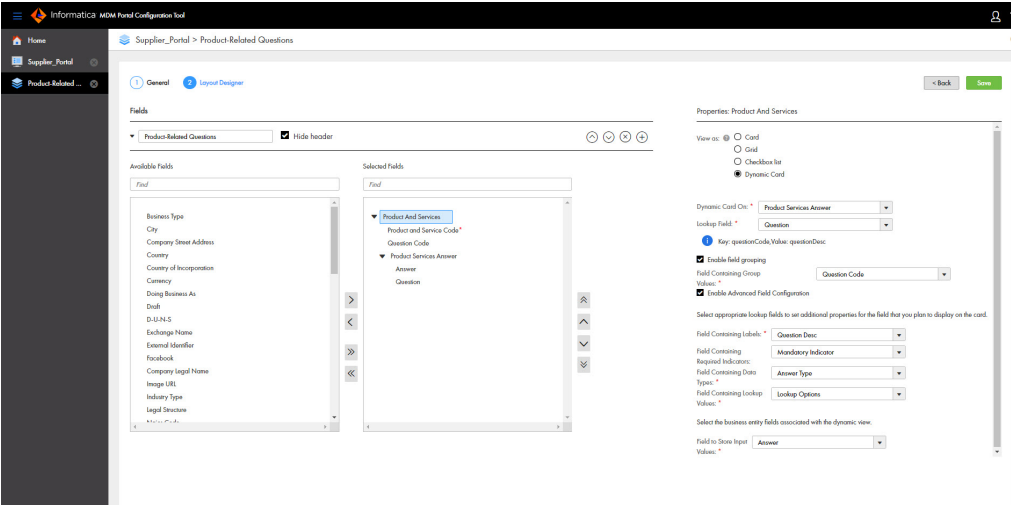 Informatica MDM Portal Configuration Tool
Home
Supplier_Portal > Product-Related Questions
Supplier_Portal
Product-Related ...
1 General 2 Layout Designer
< Back Save
Fields
Product-Related Questions Hide header
Available Fields
Find
Business Type
City
Company Street Address
Country
Country of Incorporation
Currency
Doing Business As
Draft
D-U-N-S
Exchange Name
External Identifier
Facebook
Company Legal Name
Image URL
Industry Type
Legal Structure
Major Code
Selected Fields
Find
Product And Services
Product and Service Code*
Question Code
Product Services Answer
Answer
Question
Properties: Product And Services
View as: Card
Grid
Checkbox list
Dynamic Card
Dynamic Card On: * Product Services Answer
Lookup Field: * Question
Key: questionCode,Value: questionDesc
Enable field grouping
Field Containing Group Question Code
Values: *
Enable Advanced Field Configuration
Select appropriate lookup fields to set additional properties for the field that you plan to display on the card.
Field Containing Labels: * Question Desc
Field Containing Mandatory Indicator
Required Indicators:
Field Containing Data Answer Type
Types: *
Field Containing Lookup Lookup Options
Values: *
Select the business entity fields associated with the dynamic view.
Field to Store Input Answer
Values: *